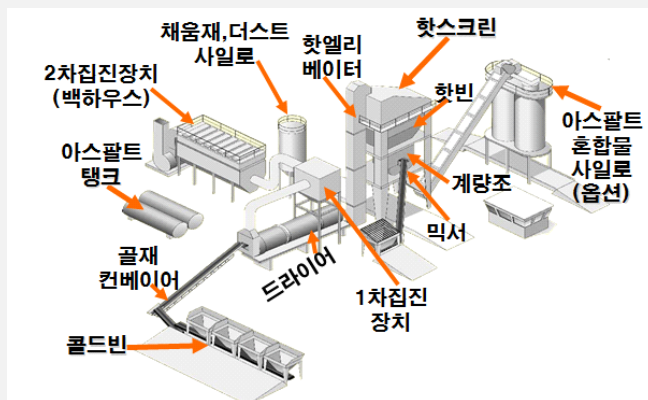 채움재,더스트
사일로
핫엘리
베이터
핫스크린
2차집진장치
(백하우스)
핫빈
아스팔트
혼합물
사일로
(옵션)
아스팔트
탱크
계량조
믹서
골재
컨베이어
드라이어
1차집진
장치
콜드빈